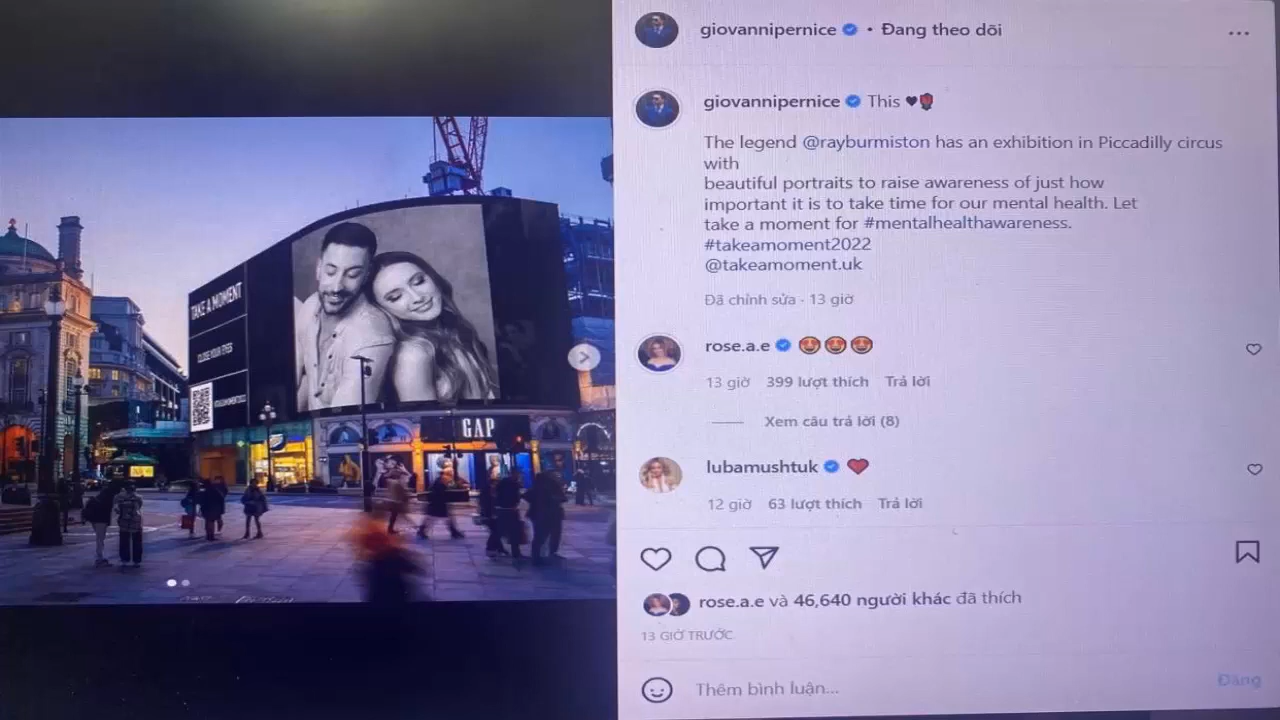 TAKE A MOMENT
CLOSE YOUR EYES
GAP
giovannipernice • Đang theo dõi
giovannipernice This 🖤🌹
The legend @rayburmiston has an exhibition in Piccadilly circus
with
beautiful portraits to raise awareness of just how
important it is to take time for our mental health. Let
take a moment for #mentalhealthawareness.
#takeamoment2022
@takeamoment.uk
Đã chỉnh sửa · 13 giờ
rose.a.e 😍😍😍
13 giờ 399 lượt thích Trả lời
Xem câu trả lời (8)
lubamushtuk ❤️
12 giờ 63 lượt thích Trả lời
rose.a.e và 46,640 người khác đã thích
13 GIỜ TRƯỚC
Thêm bình luận...
Đăng